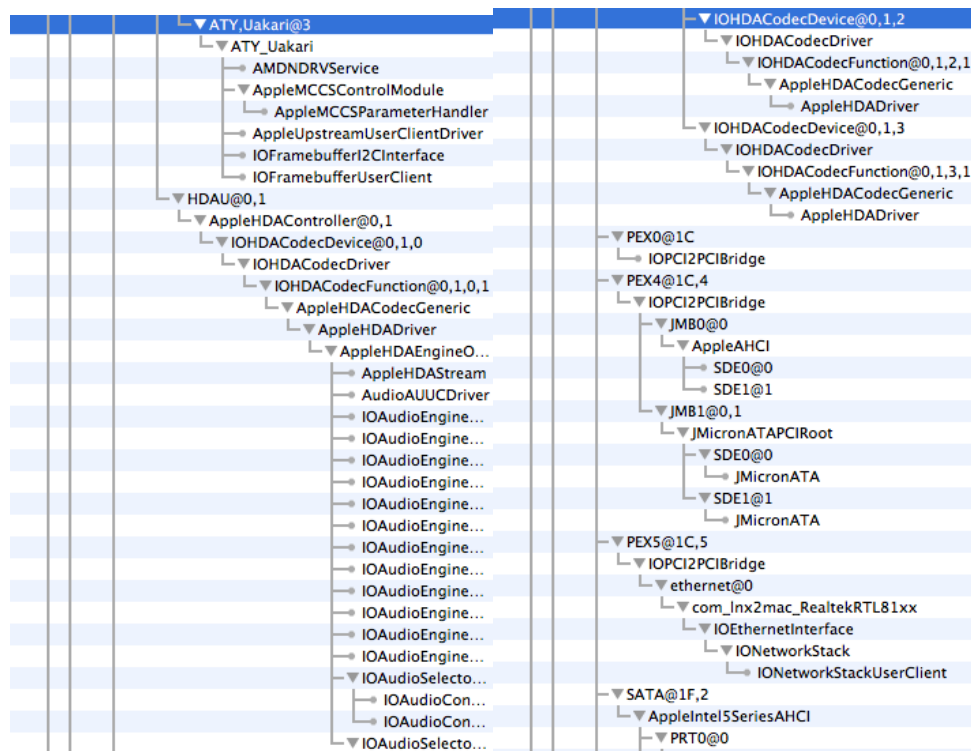 ATY,Uakari@3
ATY_Uakari
AMDNDRVService
AppleMCCSControlModule
AppleMCCSParameterHandler
AppleUpstreamUserClientDriver
IOFramebufferI2CInterface
IOFramebufferUserClient
HDAU@0,1
AppleHDAController@0,1
IOHDACodecDevice@0,1,0
IOHDACodecDriver
IOHDACodecFunction@0,1,0,1
AppleHDACodecGeneric
AppleHDADriver
AppleHDAEngineO...
AppleHDAStream
AudioAUUCDriver
IOAudioEngine...
IOAudioEngine...
IOAudioEngine...
IOAudioEngine...
IOAudioEngine...
IOAudioEngine...
IOAudioEngine...
IOAudioEngine...
IOAudioEngine...
IOAudioEngine...
IOAudioEngine...
IOAudioEngine...
IOAudioSelecto...
IOAudioCon...
IOAudioCon...
IOAudioSelecto...
IOHDACodecDevice@0,1,2
IOHDACodecDriver
IOHDACodecFunction@0,1,2,1
AppleHDACodecGeneric
AppleHDADriver
IOHDACodecDevice@0,1,3
IOHDACodecDriver
IOHDACodecFunction@0,1,3,1
AppleHDACodecGeneric
AppleHDADriver
PEX0@1C
IOPCI2PCIBridge
PEX4@1C,4
IOPCI2PCIBridge
JMB0@0
AppleAHCI
SDE0@0
SDE1@1
JMB1@0,1
JMicronATAPCIRoot
SDE0@0
JMicronATA
SDE1@1
JMicronATA
PEX5@1C,5
IOPCI2PCIBridge
ethernet@0
com_lnx2mac_RealtekRTL81xx
IOEthernetInterface
IONetworkStack
IONetworkStackUserClient
SATA@1F,2
AppleIntel5SeriesAHCI
PRT0@0